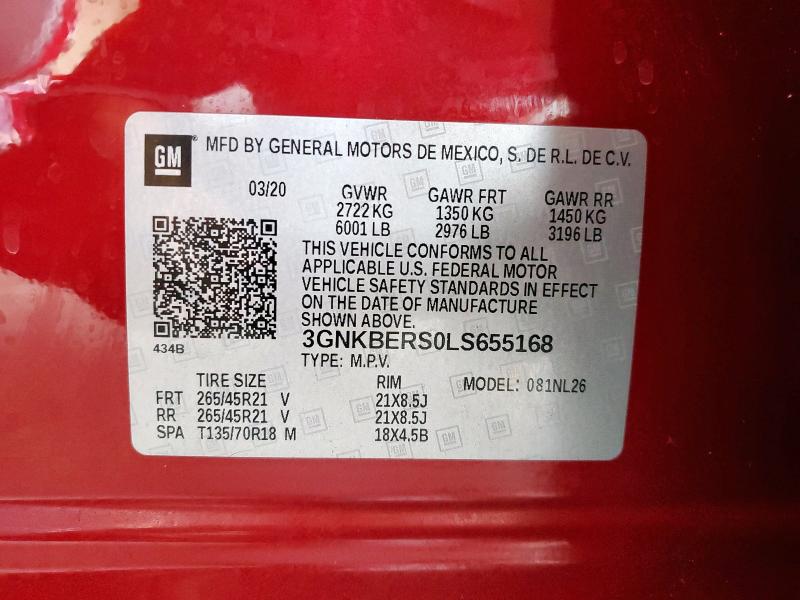 GM ® MFD BY GENERAL MOTORS DE MEXICO, S. DE R.L. DE C.V.
03/20 GVWR GAWR FRT GAWR RR
2722 KG 1350 KG 1450 KG
6001 LB 2976 LB 3196 LB
THIS VEHICLE CONFORMS TO ALL
APPLICABLE U.S. FEDERAL MOTOR
VEHICLE SAFETY STANDARDS IN EFFECT
ON THE DATE OF MANUFACTURE
SHOWN ABOVE.
434B 3GNKBERS0LS655168
TYPE: M.P.V.
TIRE SIZE RIM MODEL: 081NL26
FRT 265/45R21 V 21X8.5J
RR 265/45R21 V 21X8.5J
SPA T135/70R18 M 18X4.5B